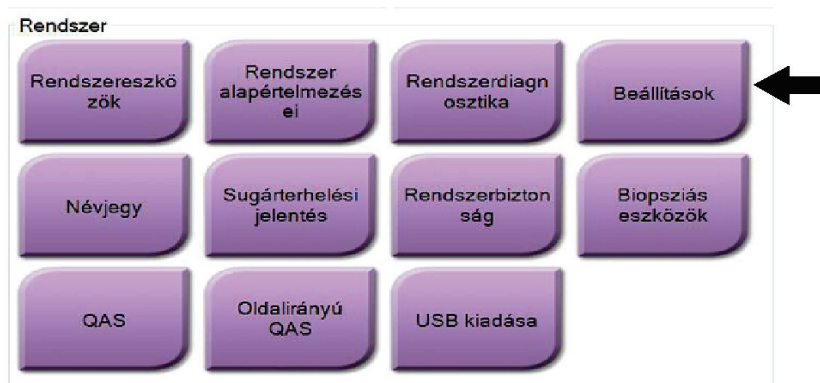 Rendszer
Rendszereszkö
zök
Rendszer
alapértelmezés
ei
Rendszerdiagn
osztika
Beállítások
Névjegy
Sugárterhelési
jelentés
Rendszerbizton
ság
Biopsziás
eszközök
QAS
Oldalirányú
QAS
USB kiadása